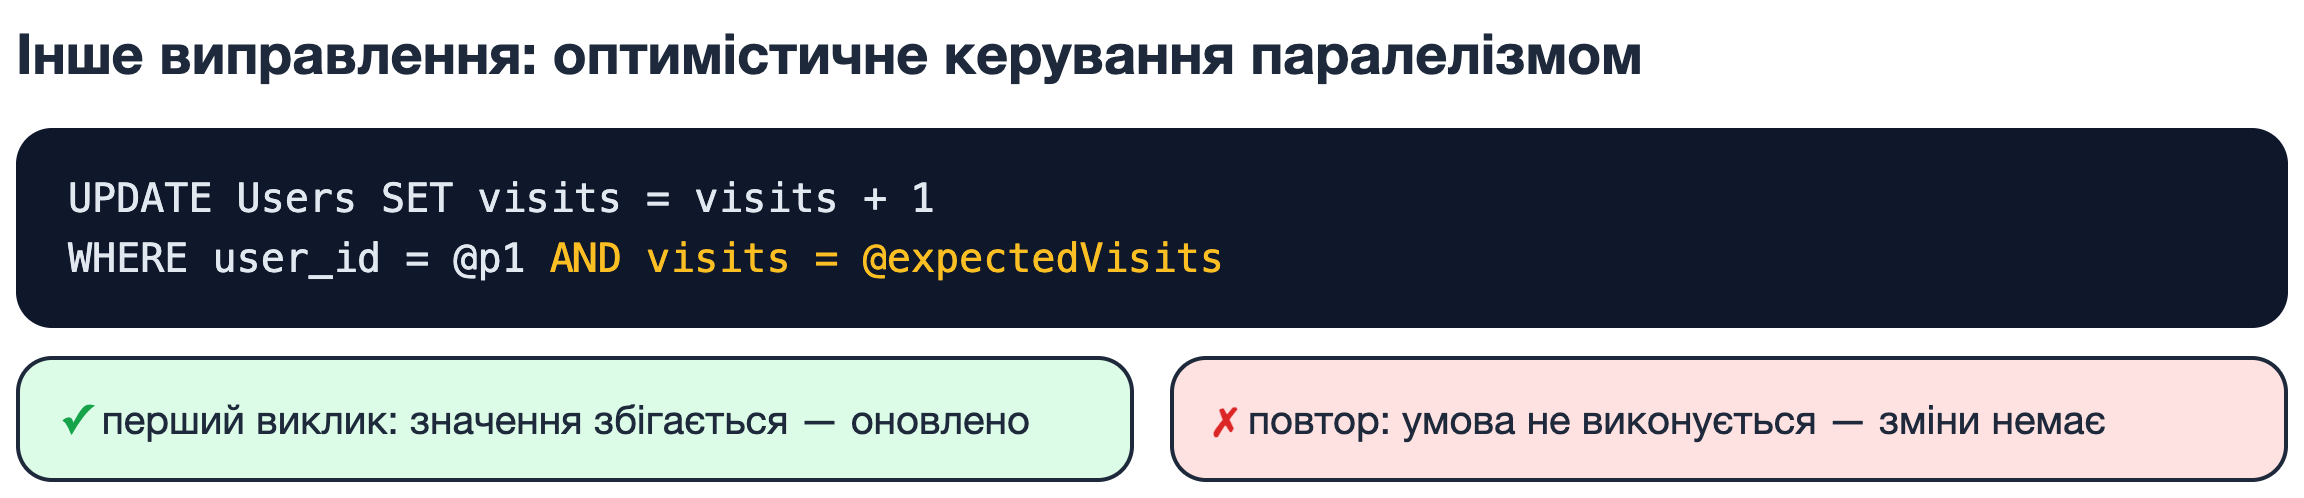 Інше виправлення: оптимістичне керування паралелізмом
UPDATE Users SET visits = visits + 1
WHERE user_id = @p1 AND visits = @expectedVisits
✓ перший виклик: значення збігається — оновлено
✗ повтор: умова не виконується — зміни немає